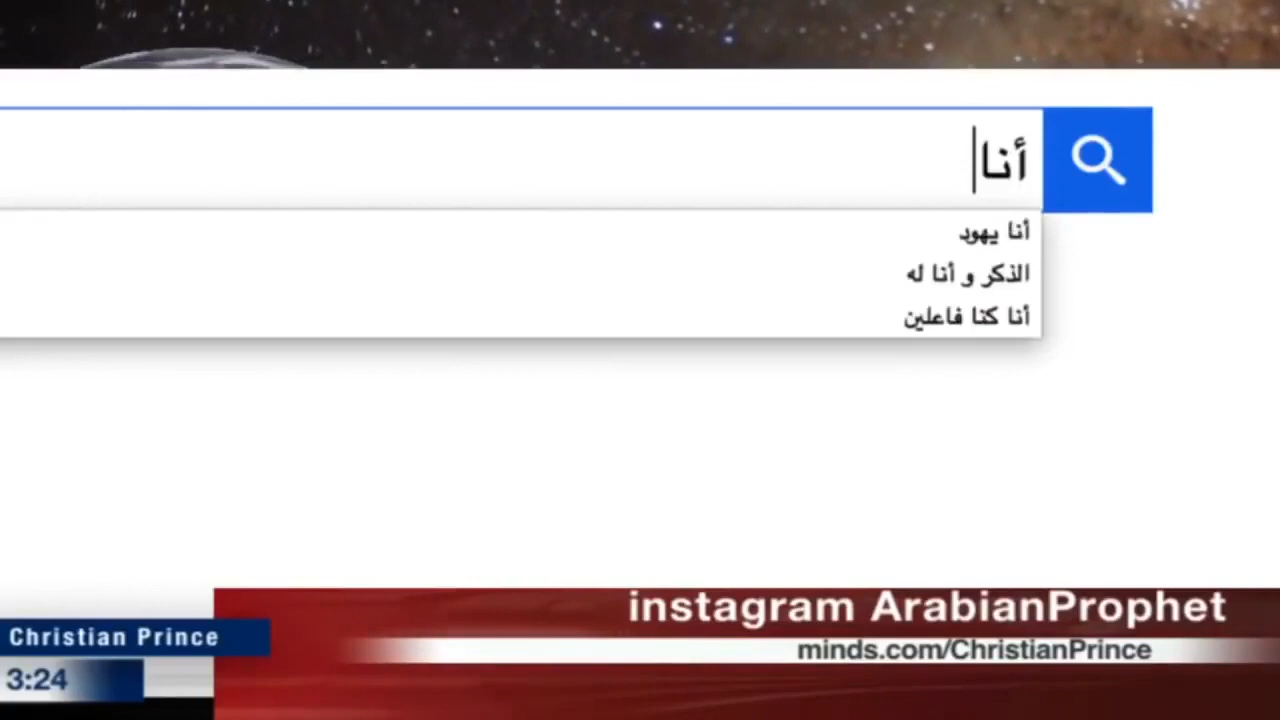 أنا
أنا يهود
الذكر و أنا له
أنا كنا فاعلين
instagram ArabianProphet
Christian Prince
minds.com/ChristianPrince
3:24